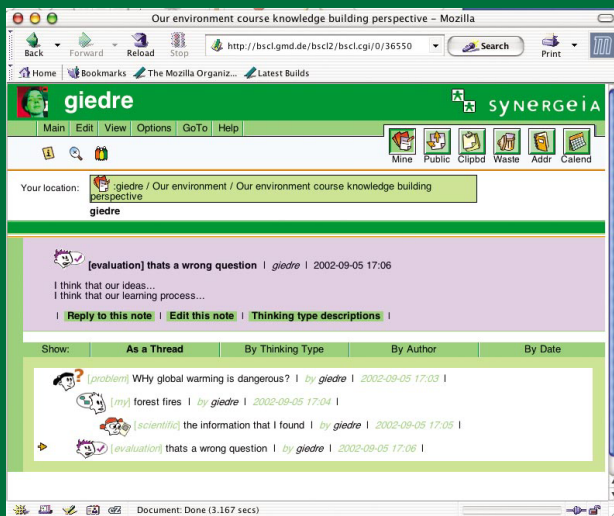 Our environment course knowledge building perspective – Mozilla
Back Forward Reload Stop http://bscl.gmd.de/bscl2/bscl.cgi/0/36550 Search Print
Home Bookmarks The Mozilla Organiz... Latest Builds
giedre synergeia
Main Edit View Options GoTo Help
Mine Public Clipbd Waste Addr Calend
Your location: :giedre / Our environment / Our environment course knowledge building
perspective
giedre
[evaluation] thats a wrong question | giedre | 2002-09-05 17:06
I think that our ideas...
I think that our learning process...
| Reply to this note | Edit this note | Thinking type descriptions |
Show: As a Thread By Thinking Type By Author By Date
[problem] WHy global warming is dangerous? | by giedre | 2002-09-05 17:03 |
[my] forest fires | by giedre | 2002-09-05 17:04 |
[scientific] the information that I found | by giedre | 2002-09-05 17:05 |
[evaluation] thats a wrong question | by giedre | 2002-09-05 17:06 |
Document: Done (3.167 secs)